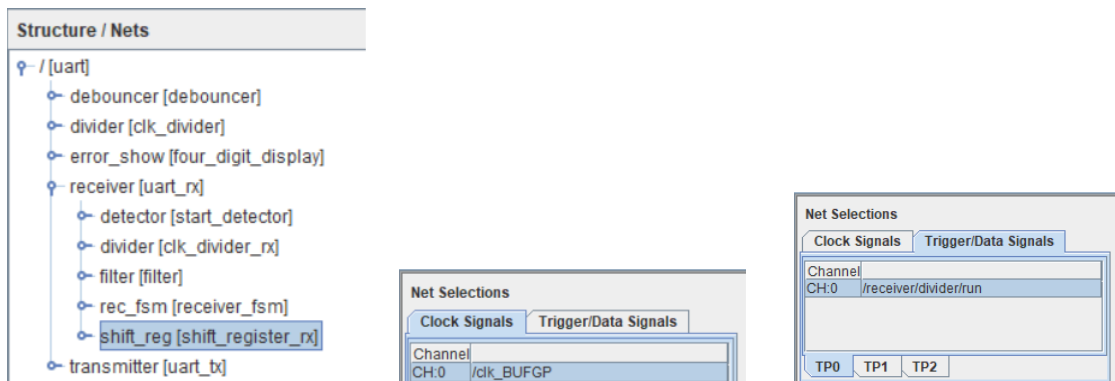 Structure / Nets
/ [uart]
debouncer [debouncer]
divider [clk_divider]
error_show [four_digit_display]
receiver [uart_rx]
detector [start_detector]
divider [clk_divider_rx]
filter [filter]
rec_fsm [receiver_fsm]
shift_reg [shift_register_rx]
transmitter [uart_tx]
Net Selections
Clock Signals Trigger/Data Signals
Channel
CH:0 /clk_BUFGP
Net Selections
Clock Signals Trigger/Data Signals
Channel
CH:0 /receiver/divider/run
TP0 TP1 TP2